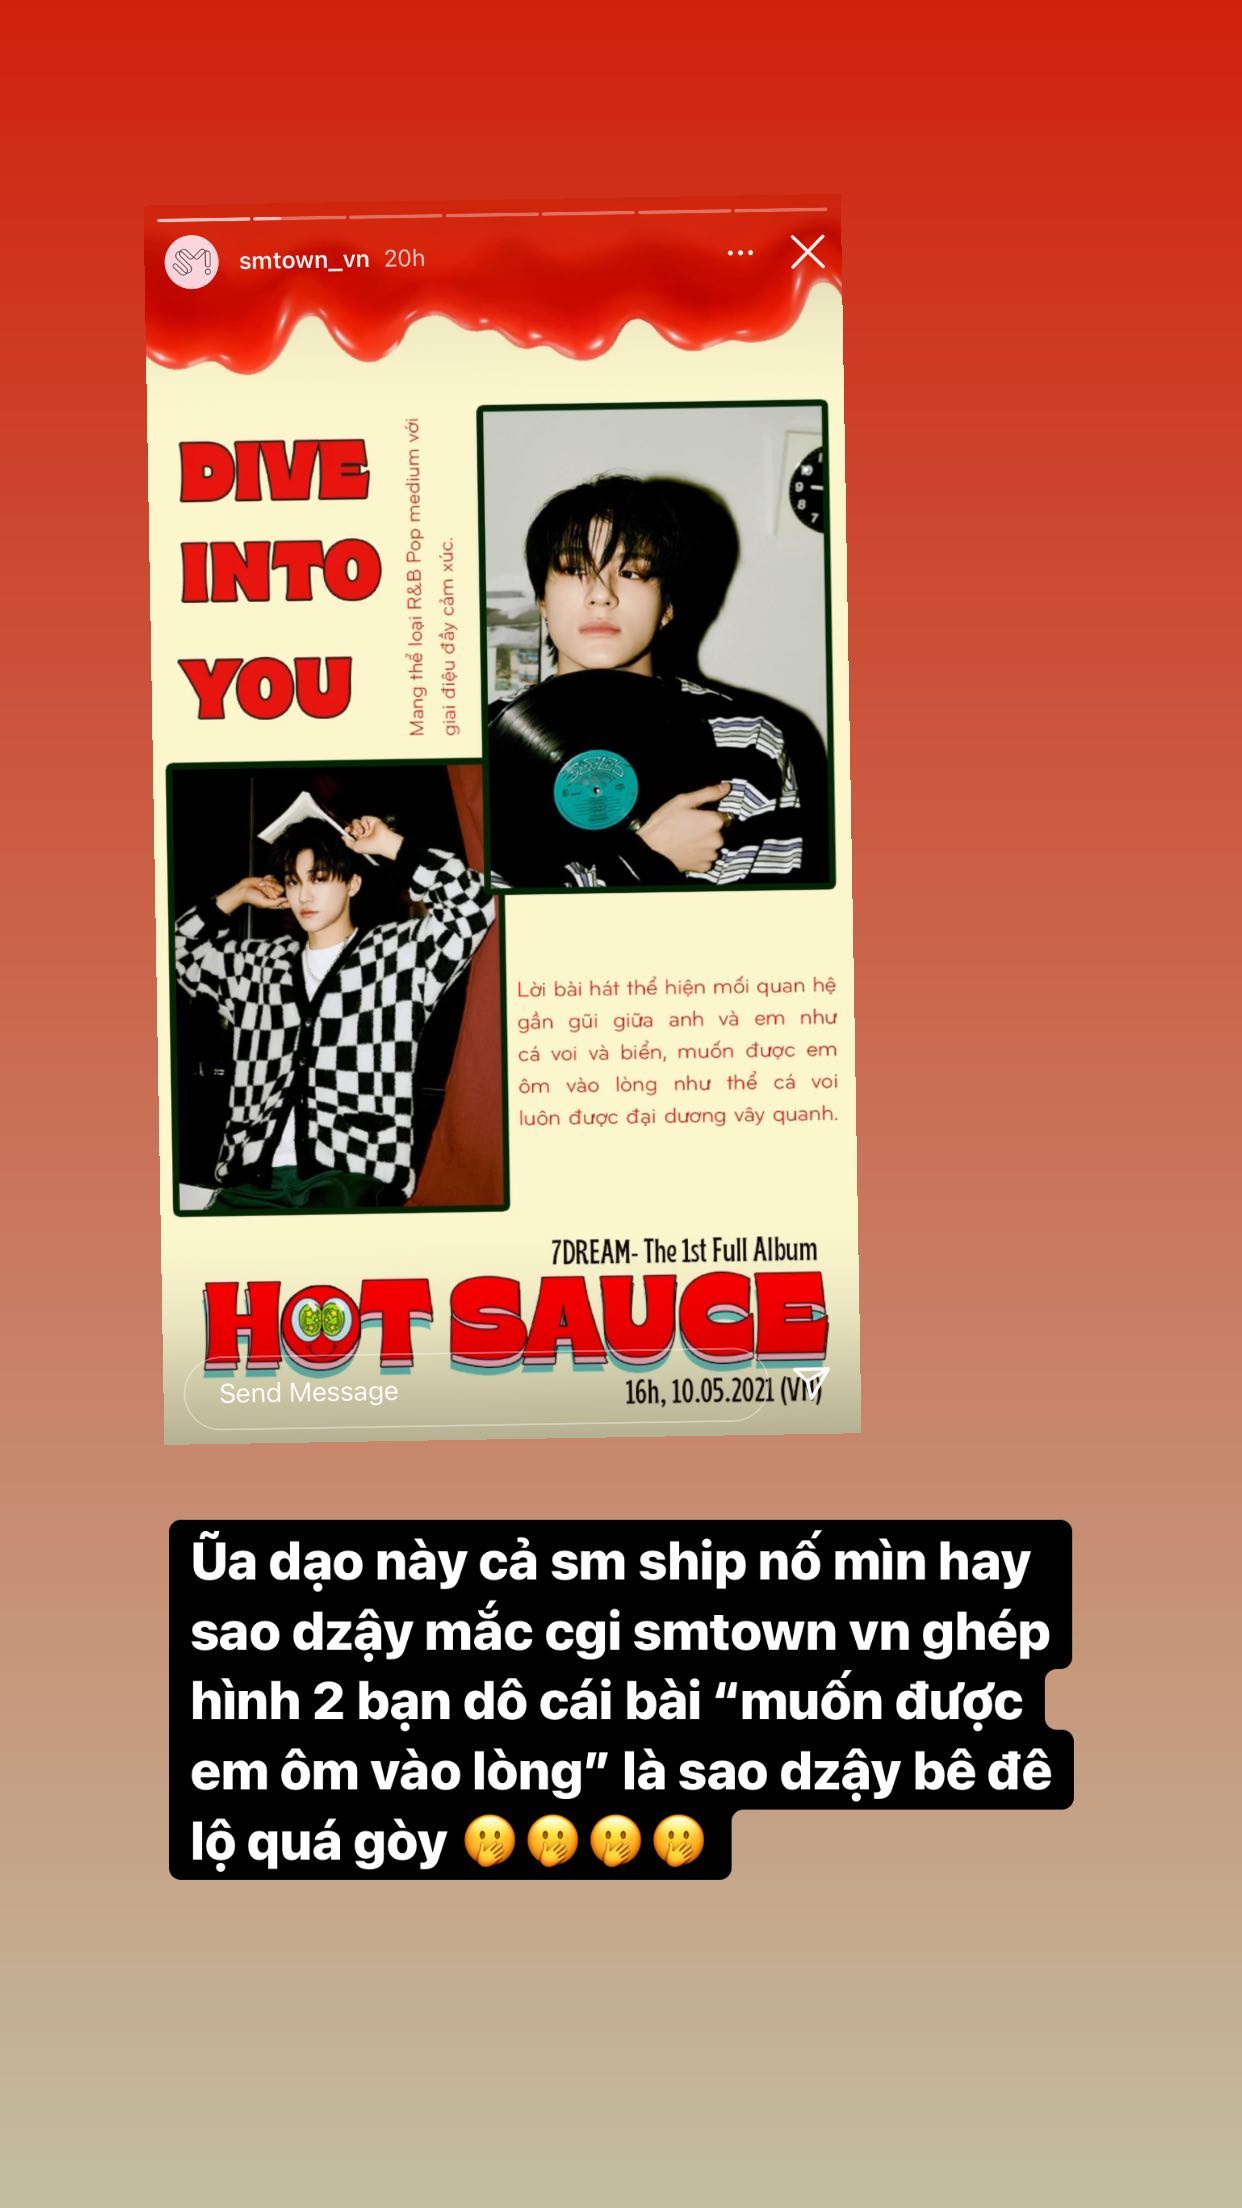 smtown_vn 20h
DIVE
INTO
YOU
Mang thể loại R&B Pop medium với
giai điệu đầy cảm xúc.
10
9
8
7
EAGLES
Lời bài hát thể hiện mối quan hệ
gần gũi giữa anh và em như
cá voi và biển, muốn được em
ôm vào lòng như thể cá voi
luôn được đại dương vây quanh.
7DREAM- The 1st Full Album
HOT SAUCE
Send Message
16h, 10.05.2021 (VN)
Ũa dạo này cả sm ship nố mìn hay
sao dzậy mắc cgi smtown vn ghép
hình 2 bạn dô cái bài “muốn được
em ôm vào lòng” là sao dzậy bê đê
lộ quá gòy 🤭🤭🤭🤭